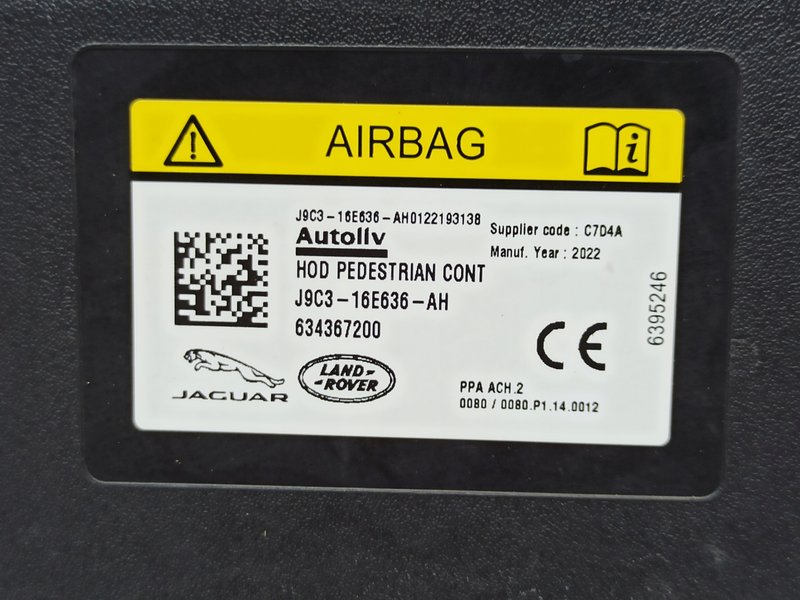 AIRBAG
J9C3-16E636-AH0122193138
Autoliv
HOD PEDESTRIAN CONT
J9C3-16E636-AH
634367200
Supplier code : C7D4A
Manuf. Year : 2022
6395246
CE
JAGUAR
LAND-
-ROVER
PPA ACH.2
0080 / 0080.P1.14.0012